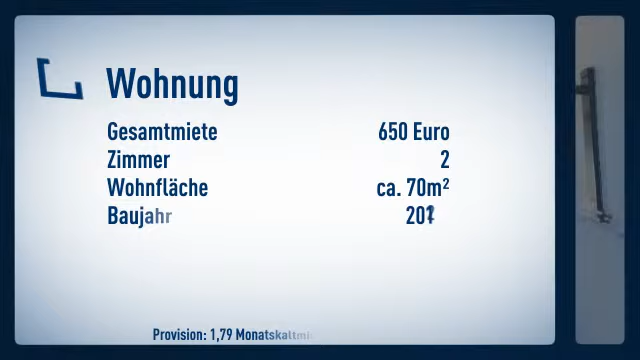 Wohnung
Gesamtmiete 650 Euro
Zimmer 2
Wohnfläche ca. 70m²
Baujahr
Provision: 1,79